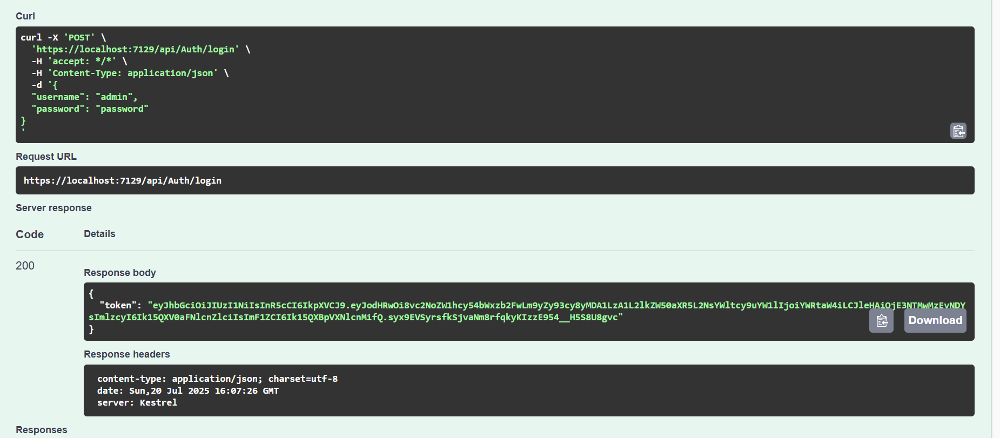 Curl
curl -X 'POST' \
'https://localhost:7129/api/Auth/login' \
-H 'accept: */*' \
-H 'Content-Type: application/json' \
-d '{
"username": "admin",
"password": "password"
}
'
Request URL
https://localhost:7129/api/Auth/login
Server response
Code Details
200
Response body
{
"token": "eyJhbGciOiJIUzI1NiIsInR5cCI6IkpXVCJ9.eyJodHRwOi8vc2NoZW1hcy54bWxzb2FwLm9yZy93cy8yMDA1LzA1L2lkZW50aXR5L2NsYWltcy9uYW1lIjoiYWRtaW4iLCJleHAiOjE3NTMwMzEyNDYsImlzcyI6Ik15QXV0aFNlcnZlciIsImF1ZCI6Ik15QXBpVXNlcnMifQ.syx9EVSyrsfkSjvaNm8rfqkyKIzzE954__H5S8U8gvc"
}
Download
Response headers
content-type: application/json; charset=utf-8
date: Sun,20 Jul 2025 16:07:26 GMT
server: Kestrel
Responses